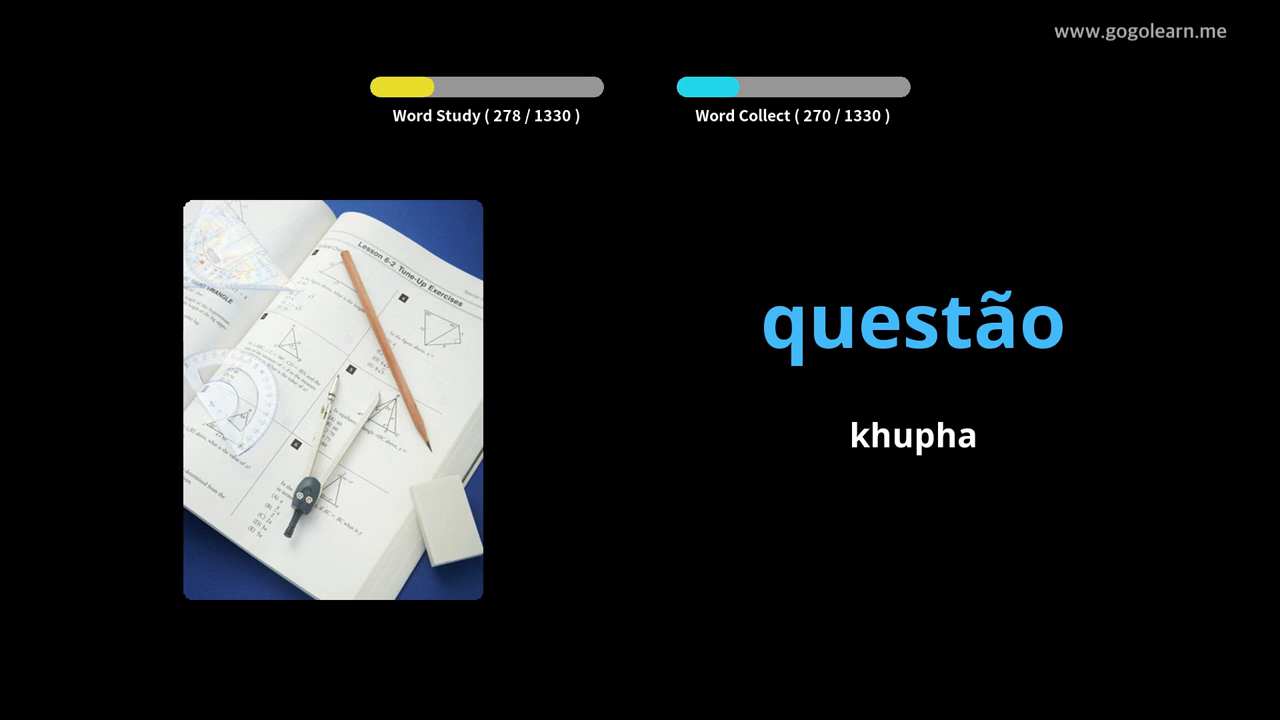 www.gogolearn.me
Word Study ( 278 / 1330 )
Word Collect ( 270 / 1330 )
Lesson 6-2 Tune-Up Exercises
questão
khupha